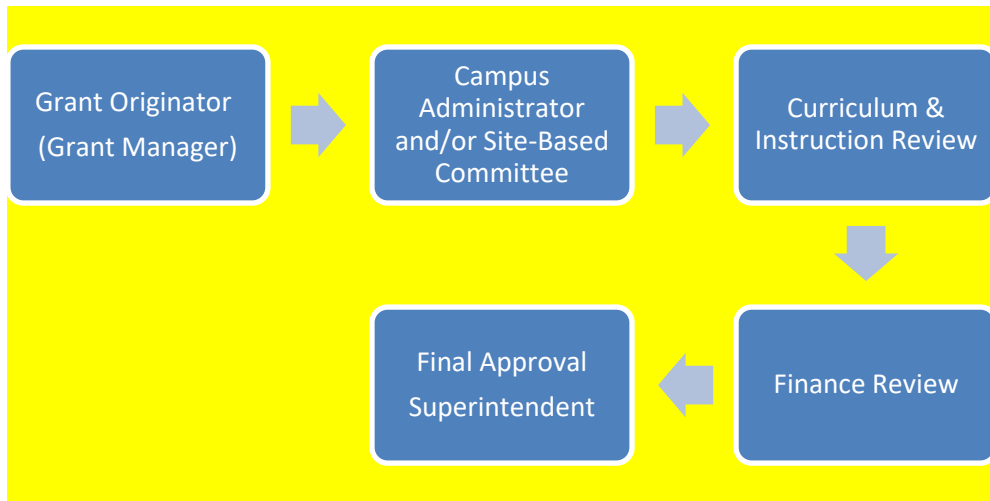 Grant Originator
(Grant Manager)
Campus
Administrator
and/or Site-Based
Committee
Curriculum &
Instruction Review
Finance Review
Final Approval
Superintendent